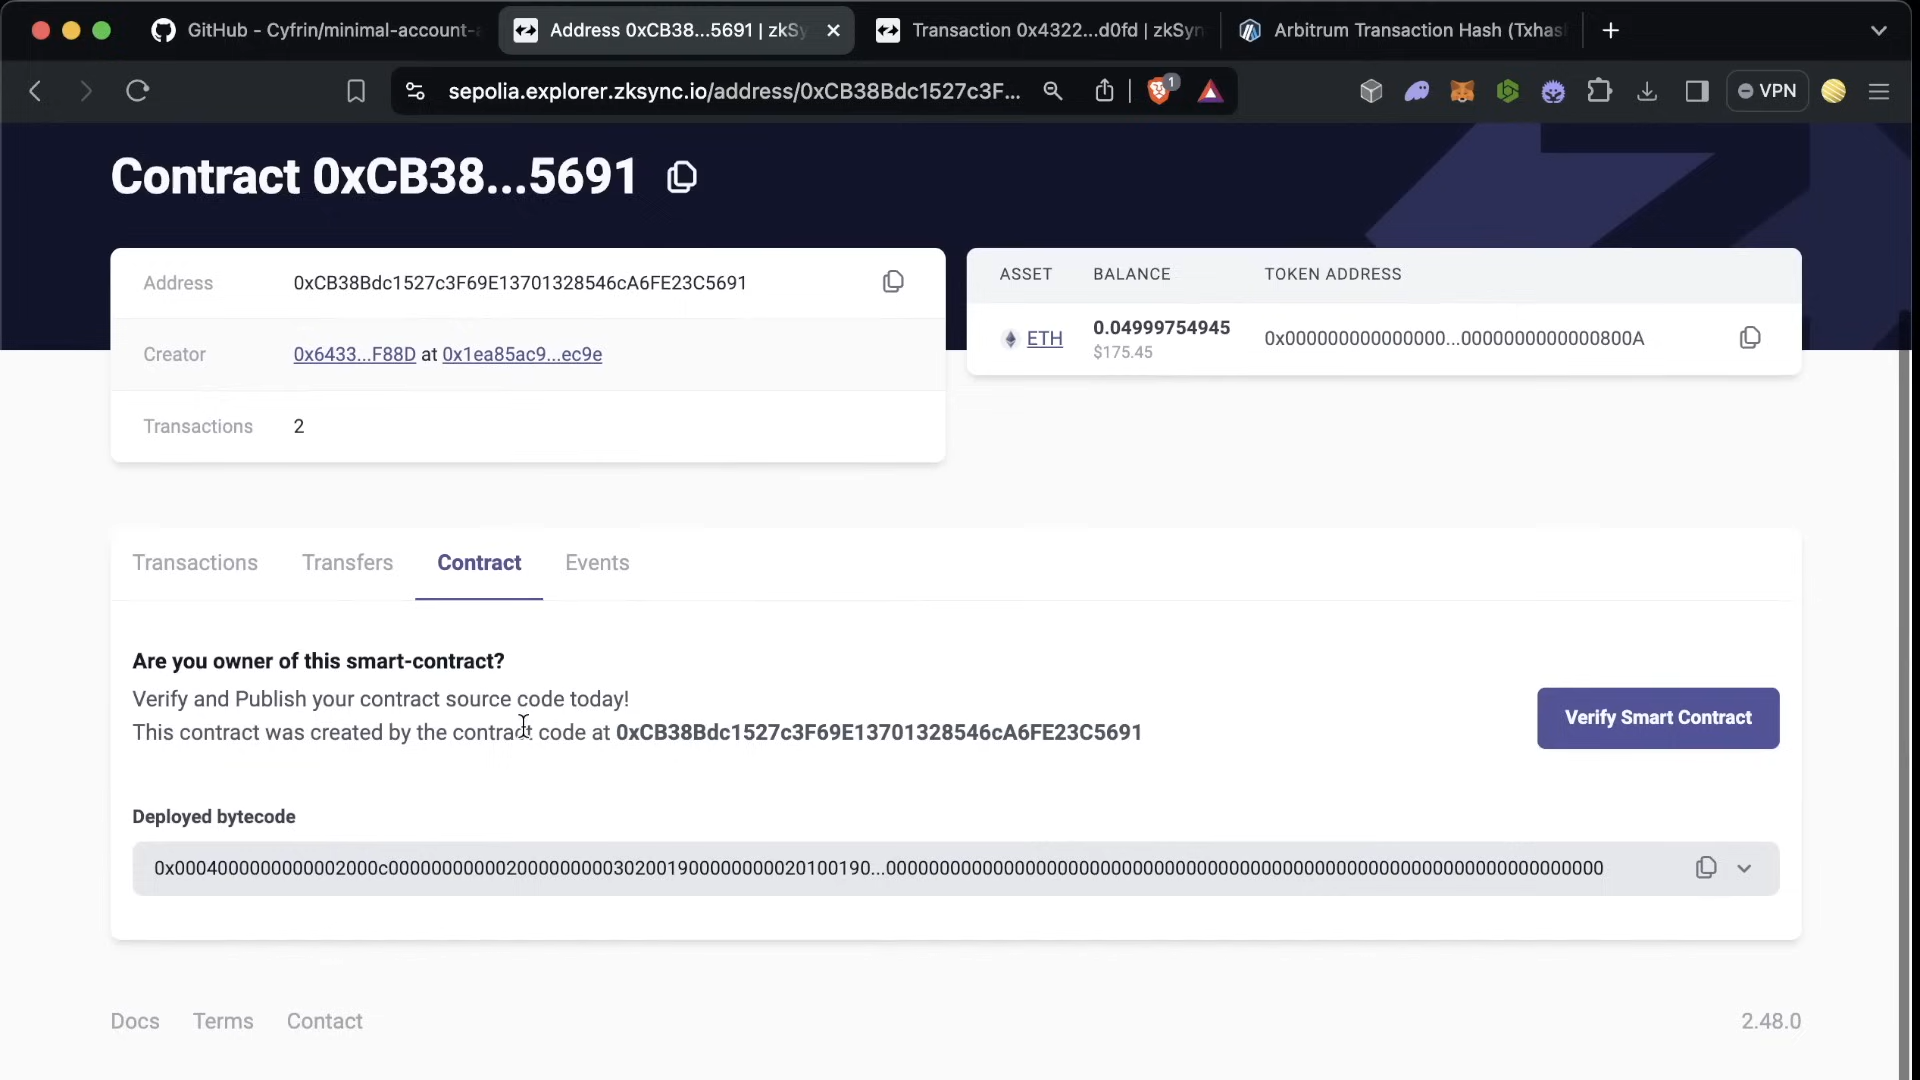 GitHub - Cyfrin/minimal-account-
Address 0xCB38...5691 | zkSy
Transaction 0x4322...d0fd | zkSyn
Arbitrum Transaction Hash (Txhas
sepolia.explorer.zksync.io/address/0xCB38Bdc1527c3F...
1
VPN
Contract 0xCB38...5691
Address 0xCB38Bdc1527c3F69E13701328546cA6FE23C5691
Creator 0x6433...F88D at 0x1ea85ac9...ec9e
Transactions 2
ASSET BALANCE TOKEN ADDRESS
ETH 0.04999754945 0x000000000000000...0000000000000800A
$175.45
Transactions Transfers Contract Events
Are you owner of this smart-contract?
Verify and Publish your contract source code today!
This contract was created by the contract code at 0xCB38Bdc1527c3F69E13701328546cA6FE23C5691
Verify Smart Contract
Deployed bytecode
Docs Terms Contact
2.48.0